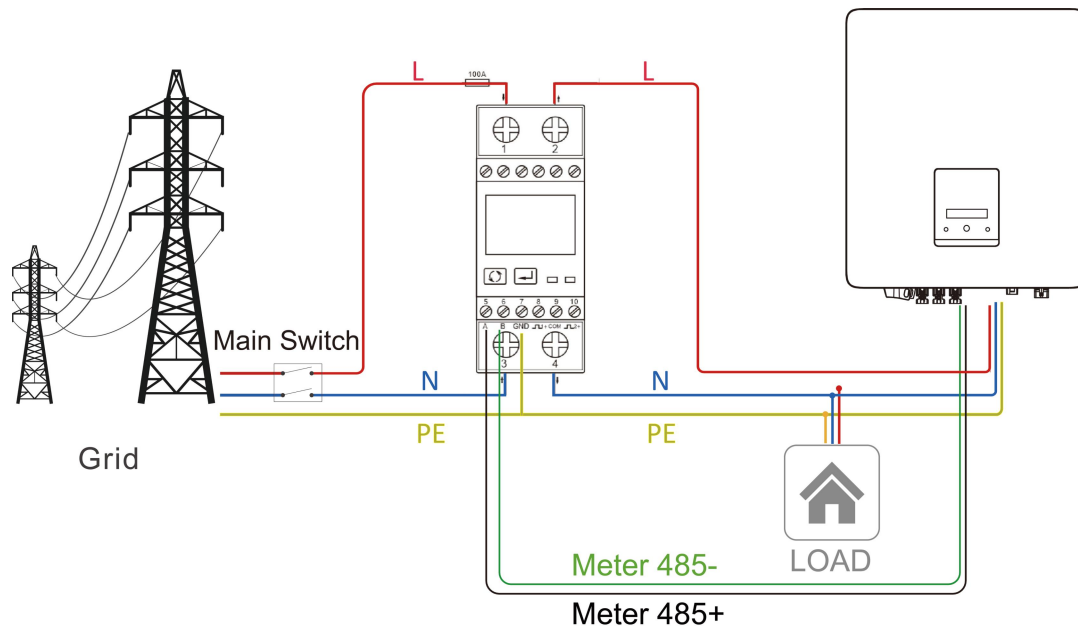 L
100A
L
1
2
5 6 7 8 9 10
A B GND + COM 2+
3
4
Main Switch
N
N
PE
PE
Grid
LOAD
Meter 485-
Meter 485+